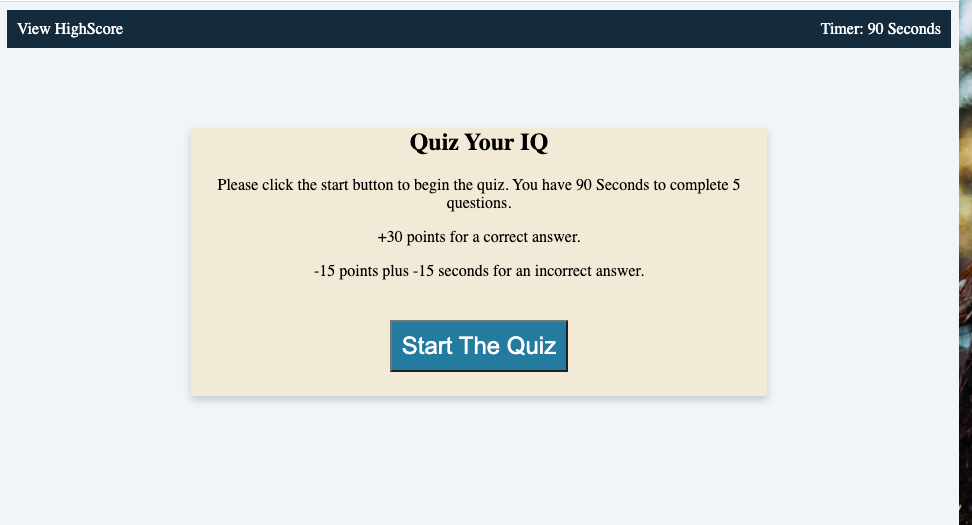 View HighScore
Timer: 90 Seconds
Quiz Your IQ
Please click the start button to begin the quiz. You have 90 Seconds to complete 5
questions.
+30 points for a correct answer.
-15 points plus -15 seconds for an incorrect answer.
Start The Quiz